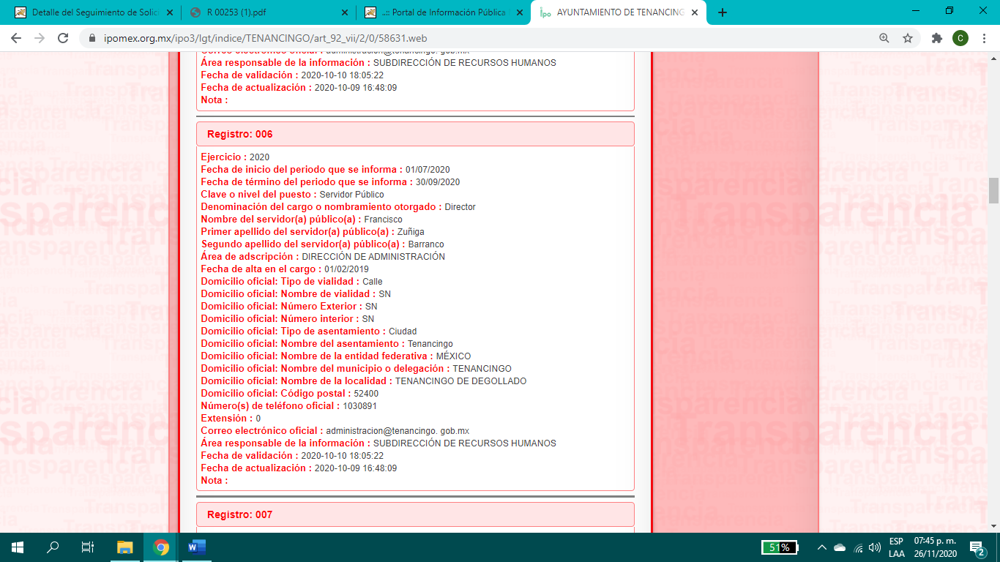 Detalle del Seguimiento de Solic
R 00253 (1).pdf
..:: Portal de Información Pública
AYUNTAMIENTO DE TENANCING
ipomex.org.mx/ipo3/lgt/indice/TENANCINGO/art_92_vii/2/0/58631.web
C
Correo electrónico oficial : administracion@tenancingo. gob.mx
Área responsable de la información : SUBDIRECCIÓN DE RECURSOS HUMANOS
Fecha de validación : 2020-10-10 18:05:22
Fecha de actualización : 2020-10-09 16:48:09
Nota :
Registro: 006
Ejercicio : 2020
Fecha de inicio del periodo que se informa : 01/07/2020
Fecha de término del periodo que se informa : 30/09/2020
Clave o nivel del puesto : Servidor Público
Denominación del cargo o nombramiento otorgado : Director
Nombre del servidor(a) público(a) : Francisco
Primer apellido del servidor(a) público(a) : Zuñiga
Segundo apellido del servidor(a) público(a) : Barranco
Área de adscripción : DIRECCIÓN DE ADMINISTRACIÓN
Fecha de alta en el cargo : 01/02/2019
Domicilio oficial: Tipo de vialidad : Calle
Domicilio oficial: Nombre de vialidad : SN
Domicilio oficial: Número Exterior : SN
Domicilio oficial: Número interior : SN
Domicilio oficial: Tipo de asentamiento : Ciudad
Domicilio oficial: Nombre del asentamiento : Tenancingo
Domicilio oficial: Nombre de la entidad federativa : MÉXICO
Domicilio oficial: Nombre del municipio o delegación : TENANCINGO
Domicilio oficial: Nombre de la localidad : TENANCINGO DE DEGOLLADO
Domicilio oficial: Código postal : 52400
Número(s) de teléfono oficial : 1030891
Extensión : 0
Correo electrónico oficial : administracion@tenancingo. gob.mx
Área responsable de la información : SUBDIRECCIÓN DE RECURSOS HUMANOS
Fecha de validación : 2020-10-10 18:05:22
Fecha de actualización : 2020-10-09 16:48:09
Nota :
Registro: 007
51%
ESP
LAA
07:45 p. m.
26/11/2020
2